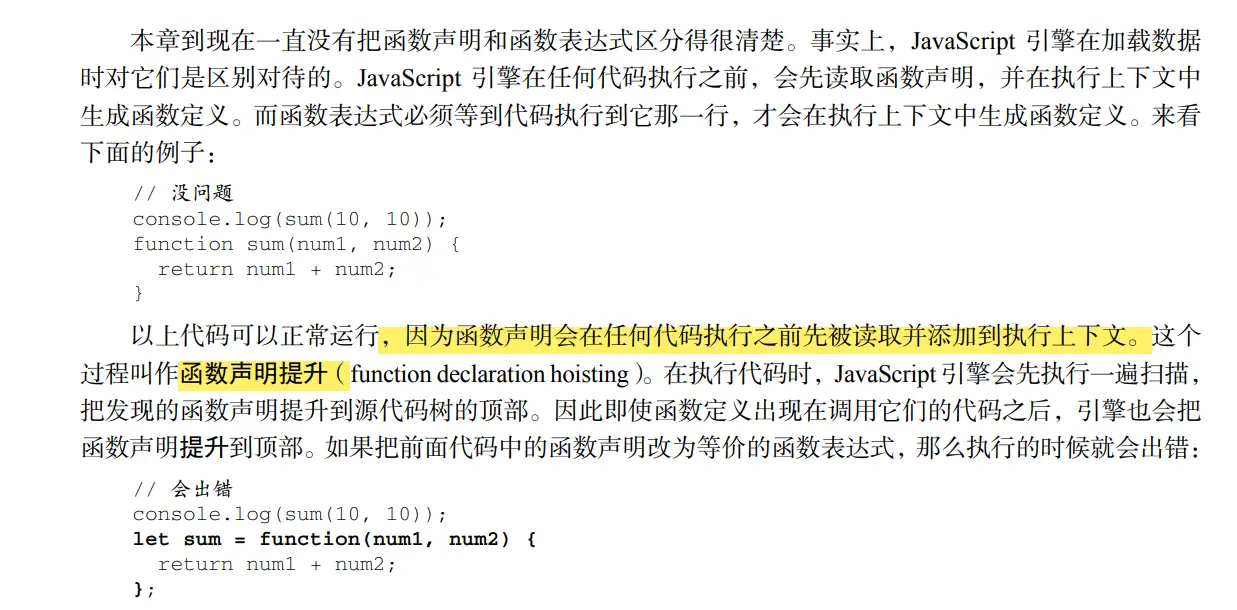 本章到现在一直没有把函数声明和函数表达式区分得很清楚。事实上，JavaScript 引擎在加载数据
时对它们是区别对待的。JavaScript 引擎在任何代码执行之前，会先读取函数声明，并在执行上下文中
生成函数定义。而函数表达式必须等到代码执行到它那一行，才会在执行上下文中生成函数定义。来看
下面的例子：
// 没问题
console.log(sum(10, 10));
function sum(num1, num2) {
  return num1 + num2;
}
以上代码可以正常运行，因为函数声明会在任何代码执行之前先被读取并添加到执行上下文。这个
过程叫作函数声明提升（function declaration hoisting）。在执行代码时，JavaScript 引擎会先执行一遍扫描，
把发现的函数声明提升到源代码树的顶部。因此即使函数定义出现在调用它们的代码之后，引擎也会把
函数声明提升到顶部。如果把前面代码中的函数声明改为等价的函数表达式，那么执行的时候就会出错：
// 会出错
console.log(sum(10, 10));
let sum = function(num1, num2) {
  return num1 + num2;
};